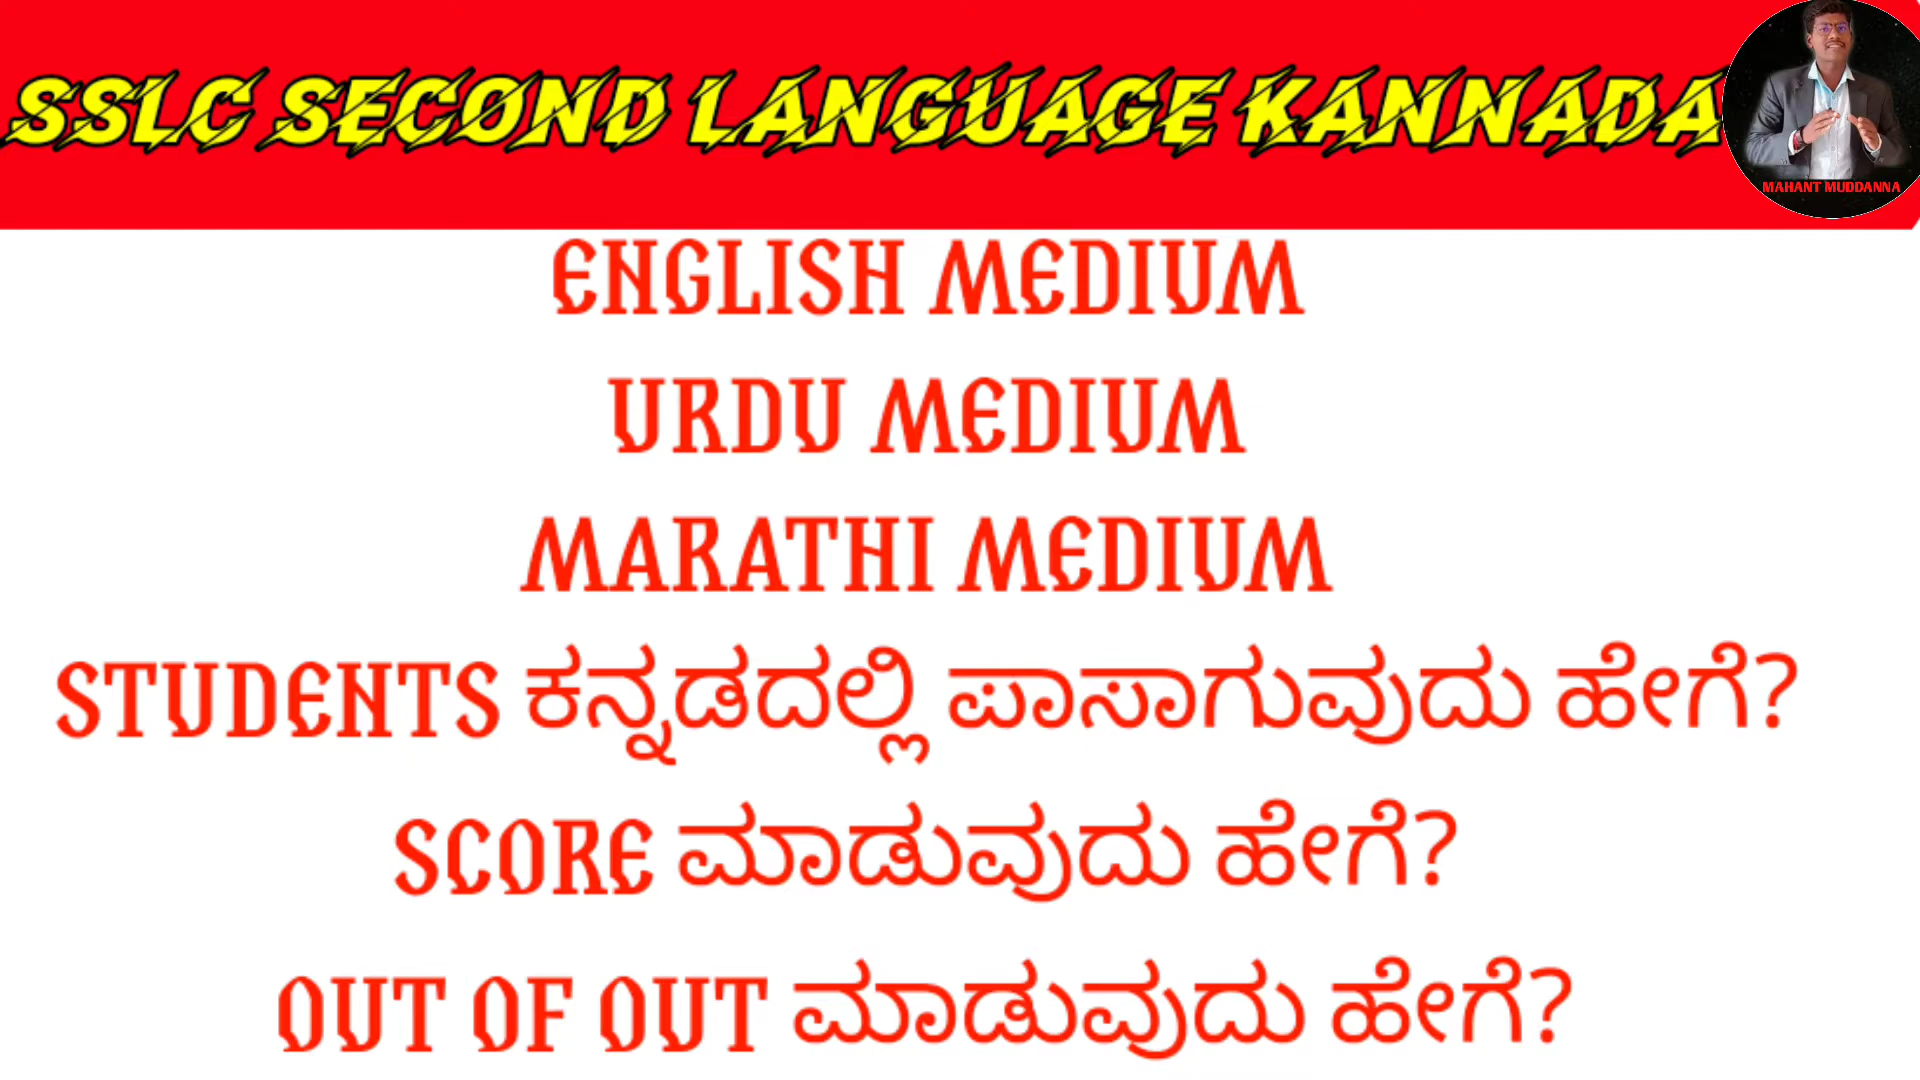 SSLC SECOND LANGUAGE KANNADA
MAHANT MUDDANNA
ENGLISH MEDIUM
URDU MEDIUM
MARATHI MEDIUM
STUDENTS ಕನ್ನಡದಲ್ಲಿ ಪಾಸಾಗುವುದು ಹೇಗೆ?
SCORE ಮಾಡುವುದು ಹೇಗೆ?
OUT OF OUT ಮಾಡುವುದು ಹೇಗೆ?